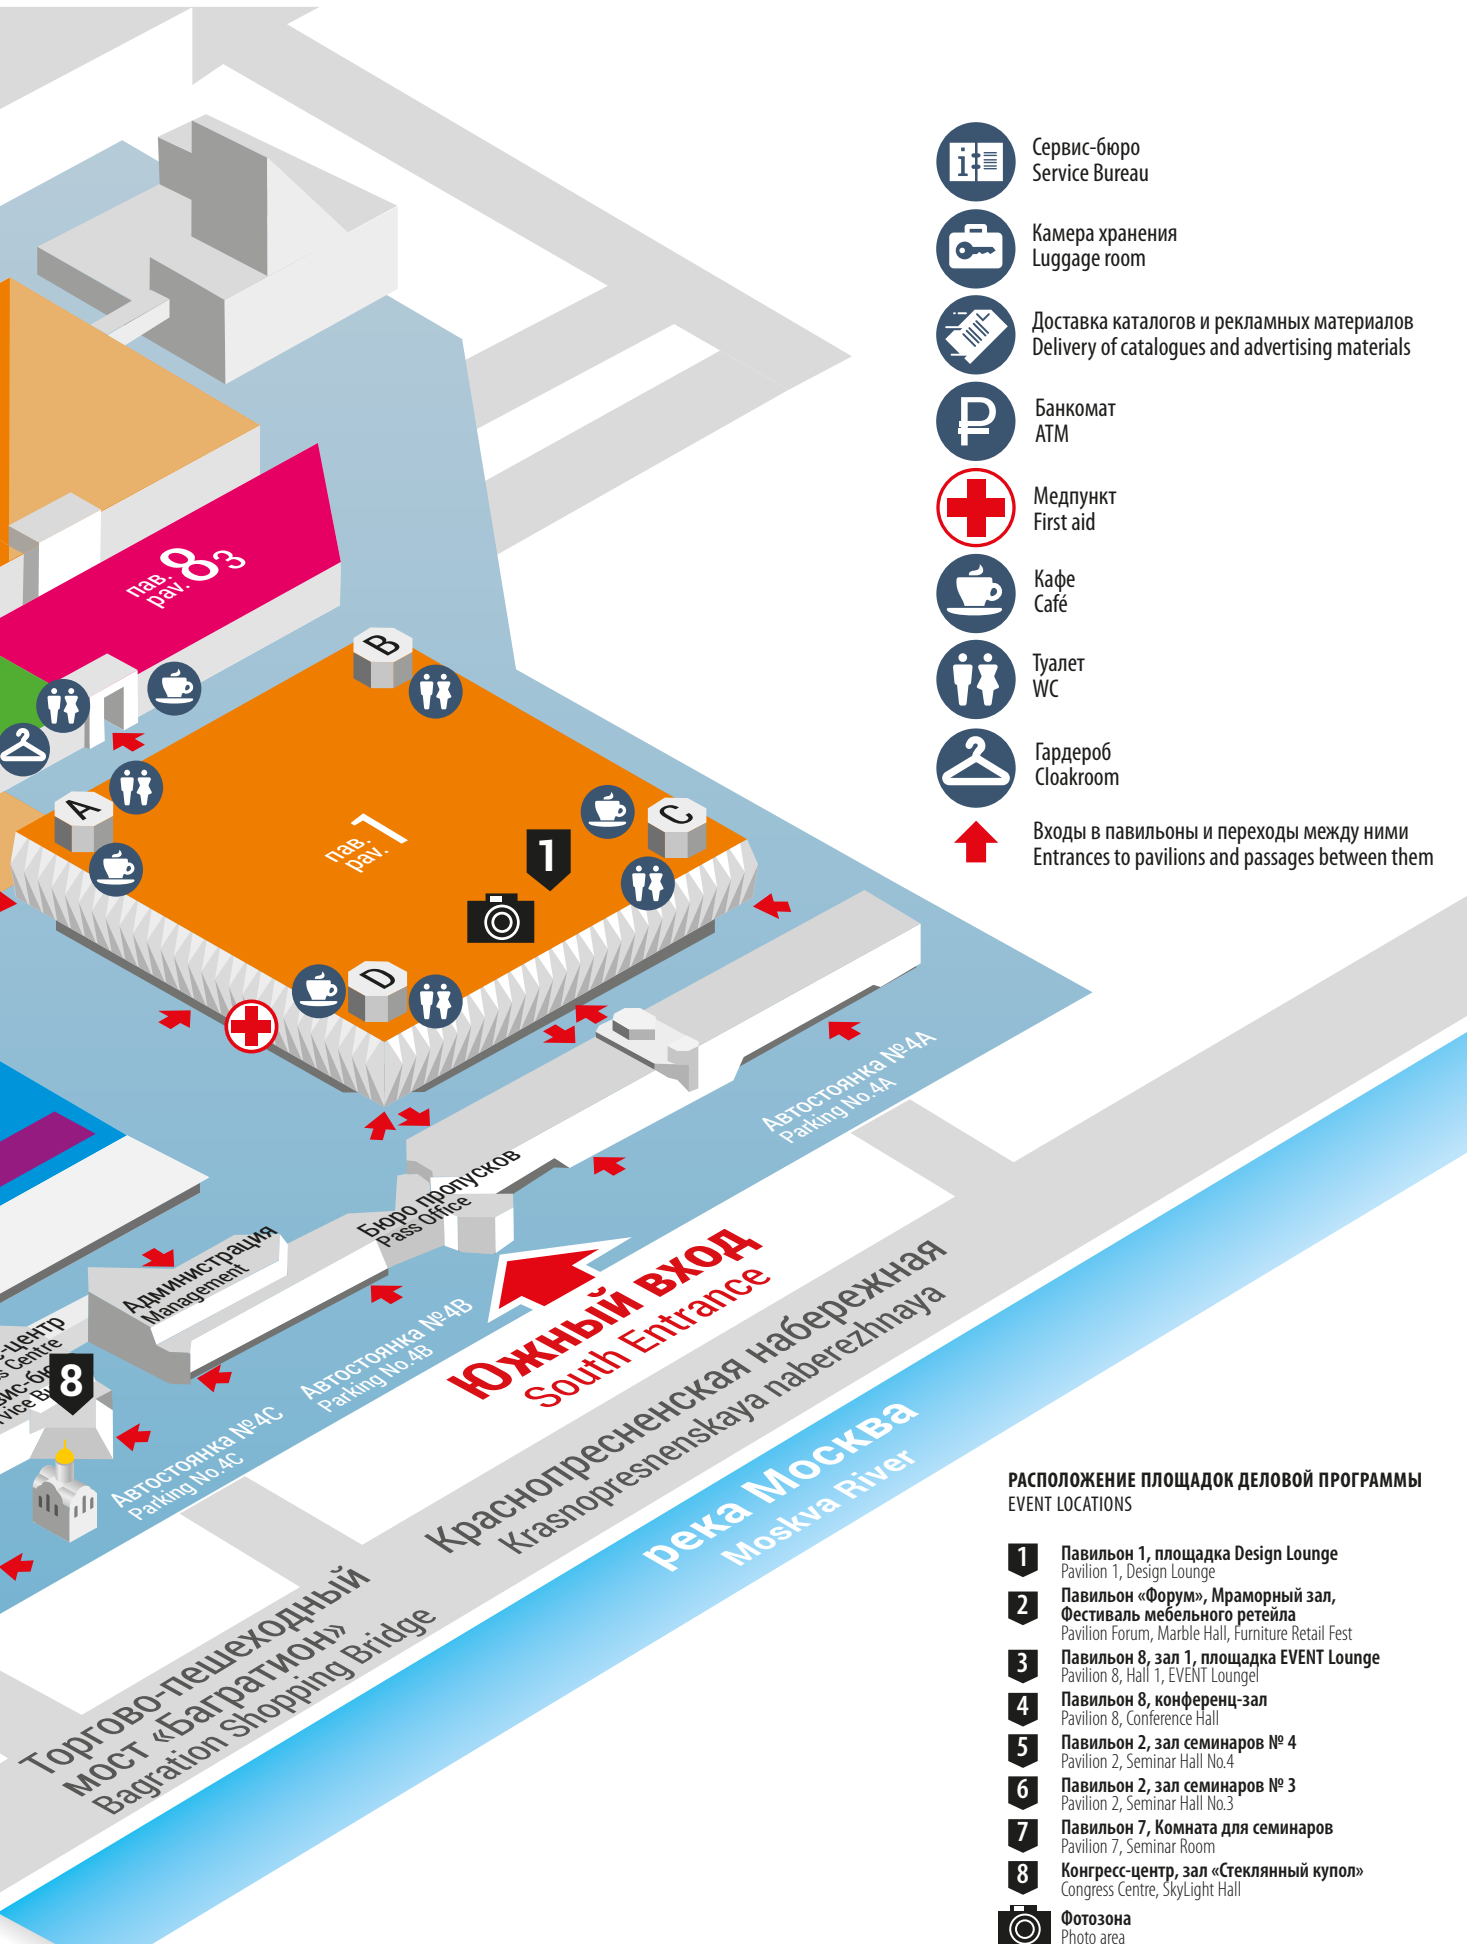 Сервис-бюро
Service Bureau
Камера хранения
Luggage room
Доставка каталогов и рекламных материалов
Delivery of catalogues and advertising materials
Банкомат
ATM
Медпункт
First aid
Кафе
Café
Туалет
WC
Гардероб
Cloakroom
Входы в павильоны и переходы между ними
Entrances to pavilions and passages between them
пав. 8 3
pav.
B
A
C
D
пав. 1
pav.
1
Автостоянка №4А
Parking No.4A
Бюро пропусков
Pass Office
Администрация
Management
-центр
s Centre
вис-бю
vice B
8
Автостоянка №4В
Parking No.4B
Автостоянка №4С
Parking No.4C
Южный вход
South Entrance
Краснопресненская набережная
Krasnopresnenskaya naberezhnaya
река Москва
Moskva River
Торгово-пешеходный
мост «Багратион»
Bagration Shopping Bridge
РАСПОЛОЖЕНИЕ ПЛОЩАДОК ДЕЛОВОЙ ПРОГРАММЫ
EVENT LOCATIONS
1 Павильон 1, площадка Design Lounge
Pavilion 1, Design Lounge
2 Павильон «Форум», Мраморный зал,
Фестиваль мебельного ретейла
Pavilion Forum, Marble Hall, Furniture Retail Fest
3 Павильон 8, зал 1, площадка EVENT Lounge
Pavilion 8, Hall 1, EVENT Loungel
4 Павильон 8, конференц-зал
Pavilion 8, Conference Hall
5 Павильон 2, зал семинаров № 4
Pavilion 2, Seminar Hall No.4
6 Павильон 2, зал семинаров № 3
Pavilion 2, Seminar Hall No.3
7 Павильон 7, Комната для семинаров
Pavilion 7, Seminar Room
8 Конгресс-центр, зал «Стеклянный купол»
Congress Centre, SkyLight Hall
Фотозона
Photo area